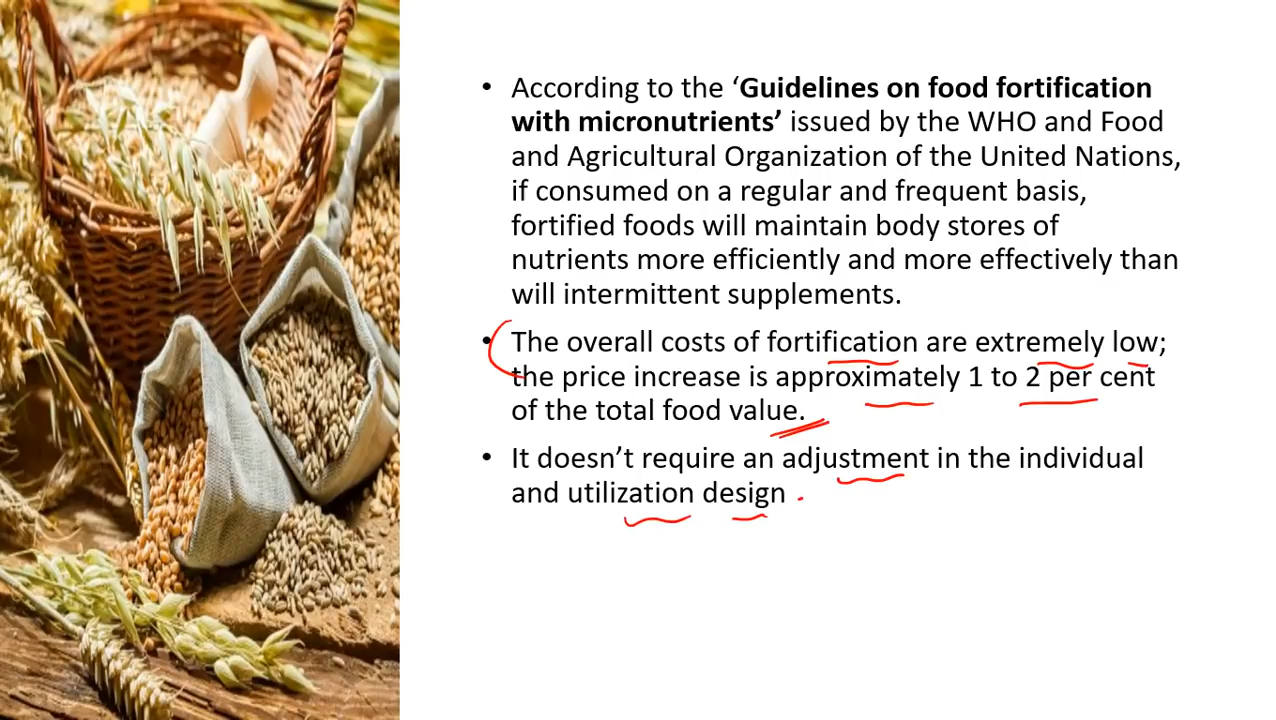 • According to the ‘Guidelines on food fortification
with micronutrients’ issued by the WHO and Food
and Agricultural Organization of the United Nations,
if consumed on a regular and frequent basis,
fortified foods will maintain body stores of
nutrients more efficiently and more effectively than
will intermittent supplements.
• The overall costs of fortification are extremely low;
the price increase is approximately 1 to 2 per cent
of the total food value.
• It doesn’t require an adjustment in the individual
and utilization design